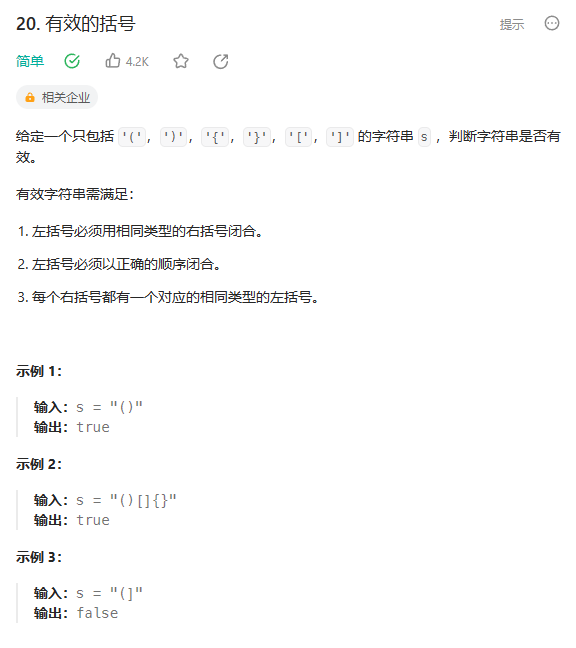 20. 有效的括号
提示
简单
4.2K
相关企业
给定一个只包括 '(', ')', '{', '}', '[', ']' 的字符串 s ，判断字符串是否有
效。
有效字符串需满足：
1. 左括号必须用相同类型的右括号闭合。
2. 左括号必须以正确的顺序闭合。
3. 每个右括号都有一个对应的相同类型的左括号。
示例 1：
输入：s = "()"
输出：true
示例 2：
输入：s = "()[]{}"
输出：true
示例 3：
输入：s = "(]"
输出：false